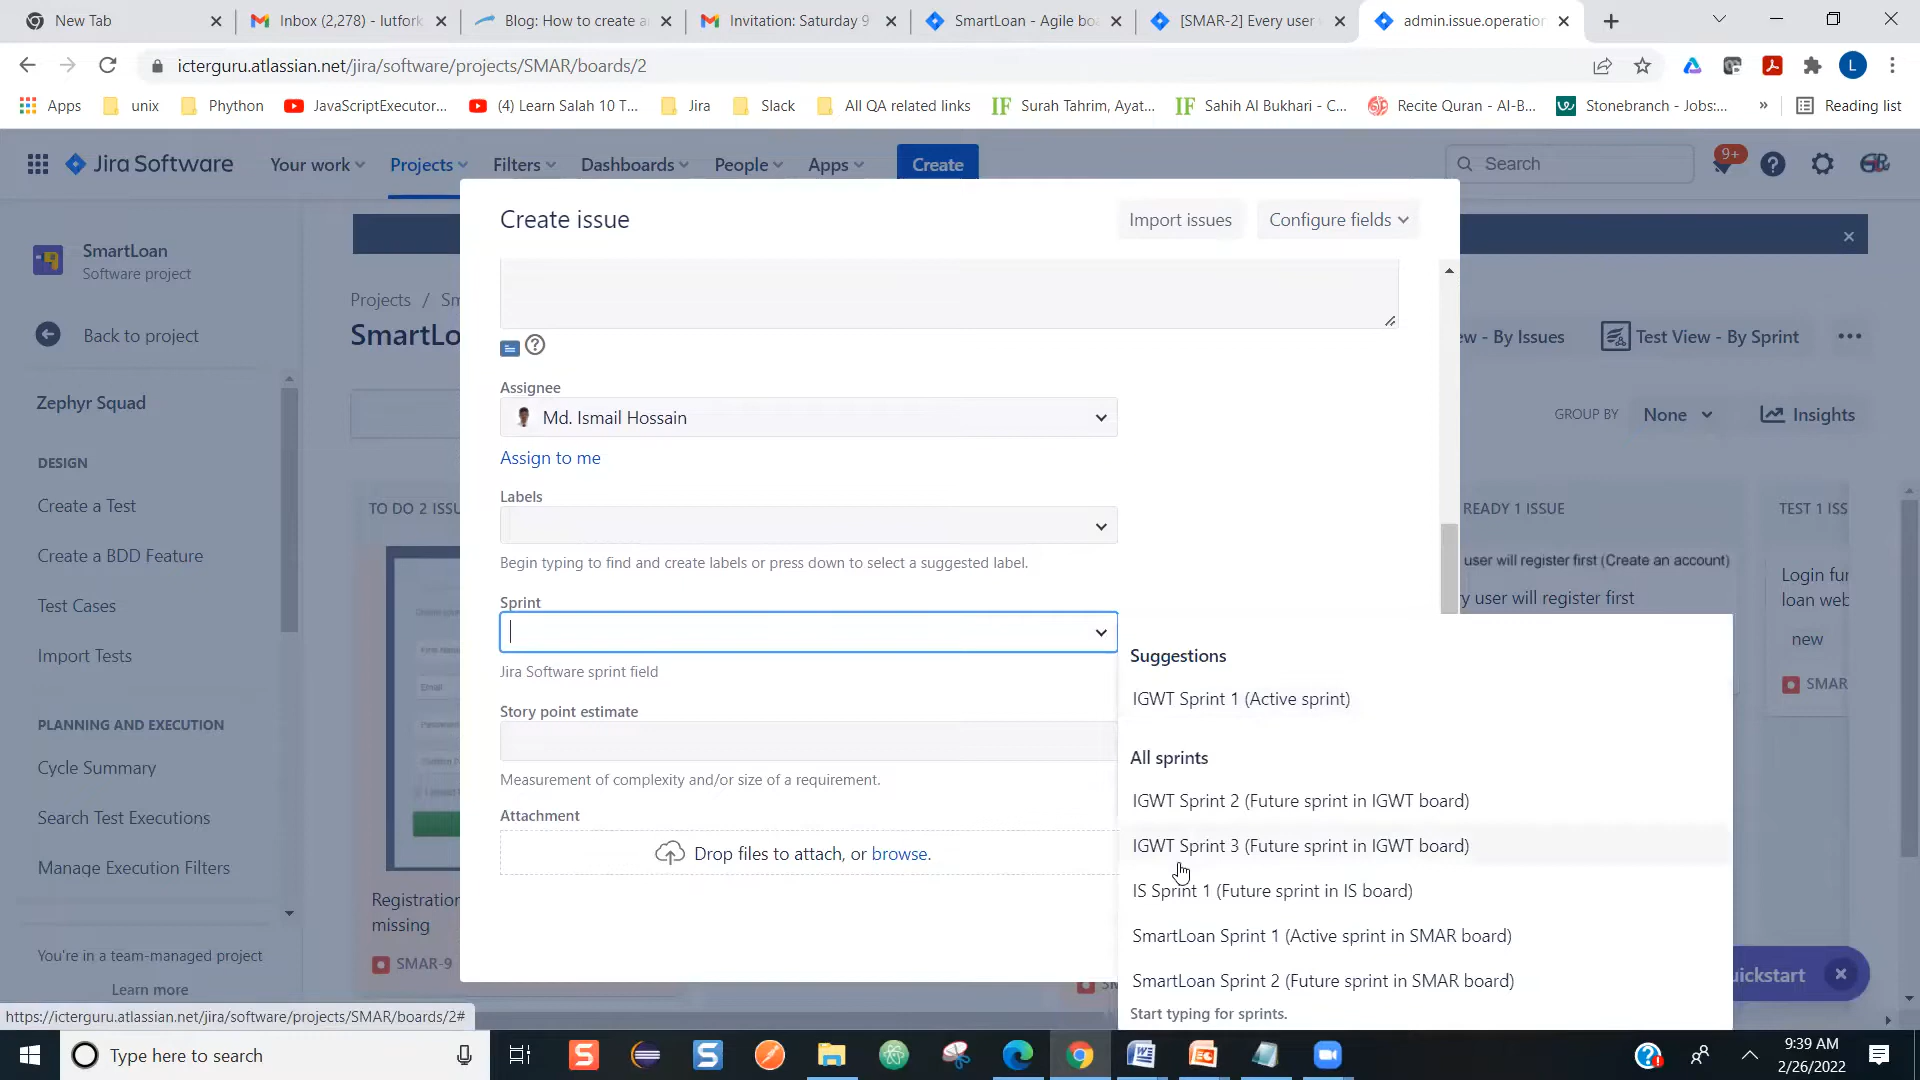 New Tab
Inbox (2,278) - lutfork
Blog: How to create a
Invitation: Saturday 9
SmartLoan - Agile boa
[SMAR-2] Every user
admin.issue.operation
icterguru.atlassian.net/jira/software/projects/SMAR/boards/2
L
Apps
unix
Phython
JavaScriptExecutor...
(4) Learn Salah 10 T...
Jira
Slack
All QA related links
Surah Tahrim, Ayat...
Sahih Al Bukhari - C...
Recite Quran - Al-B...
Stonebranch - Jobs:...
»
Reading list
Jira Software
Your work
Projects
Filters
Dashboards
People
Apps
Create
Search
9+
SmartLoan
Software project
Back to project
Zephyr Squad
DESIGN
Create a Test
Create a BDD Feature
Test Cases
Import Tests
PLANNING AND EXECUTION
Cycle Summary
Search Test Executions
Manage Execution Filters
You're in a team-managed project
Learn more
https://icterguru.atlassian.net/jira/software/projects/SMAR/boards/2#
Projects / Sm
SmartLo
TO DO 2 ISSU
Registration
missing
SMAR-9
Create issue
Import issues
Configure fields
Assignee
Md. Ismail Hossain
Assign to me
Labels
Begin typing to find and create labels or press down to select a suggested label.
Sprint
Jira Software sprint field
Story point estimate
Measurement of complexity and/or size of a requirement.
Attachment
Drop files to attach, or browse.
Suggestions
IGWT Sprint 1 (Active sprint)
All sprints
IGWT Sprint 2 (Future sprint in IGWT board)
IGWT Sprint 3 (Future sprint in IGWT board)
IS Sprint 1 (Future sprint in IS board)
SmartLoan Sprint 1 (Active sprint in SMAR board)
SmartLoan Sprint 2 (Future sprint in SMAR board)
Start typing for sprints.
ew - By Issues
Test View - By Sprint
GROUP BY
None
Insights
READY 1 ISSUE
user will register first (Create an account)
ry user will register first
TEST 1 ISS
Login fur
loan web
new
SMAR
uickstart
Type here to search
9:39 AM
2/26/2022